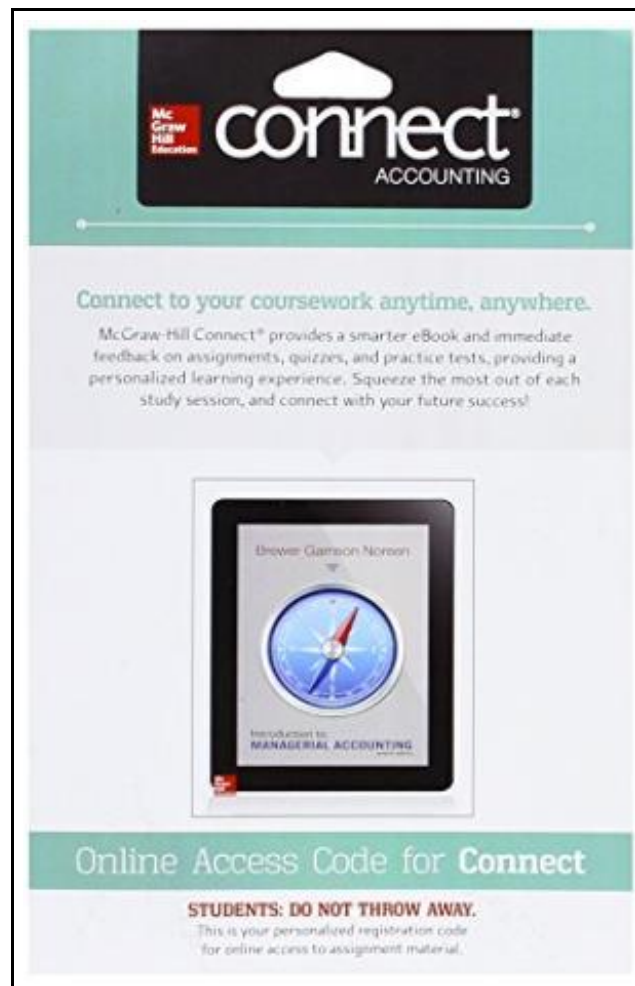 Mc
Graw
Hill
Education
connect®
ACCOUNTING
Connect to your coursework anytime, anywhere.
McGraw-Hill Connect® provides a smarter eBook and immediate
feedback on assignments, quizzes, and practice tests, providing a
personalized learning experience. Squeeze the most out of each
study session, and connect with your future success!
Brewer Garrison Noreen
Introduction to
MANAGERIAL ACCOUNTING
Mc
Graw
Hill
Online Access Code for Connect
STUDENTS: DO NOT THROW AWAY.
This is your personalized registration code
for online access to assignment material.